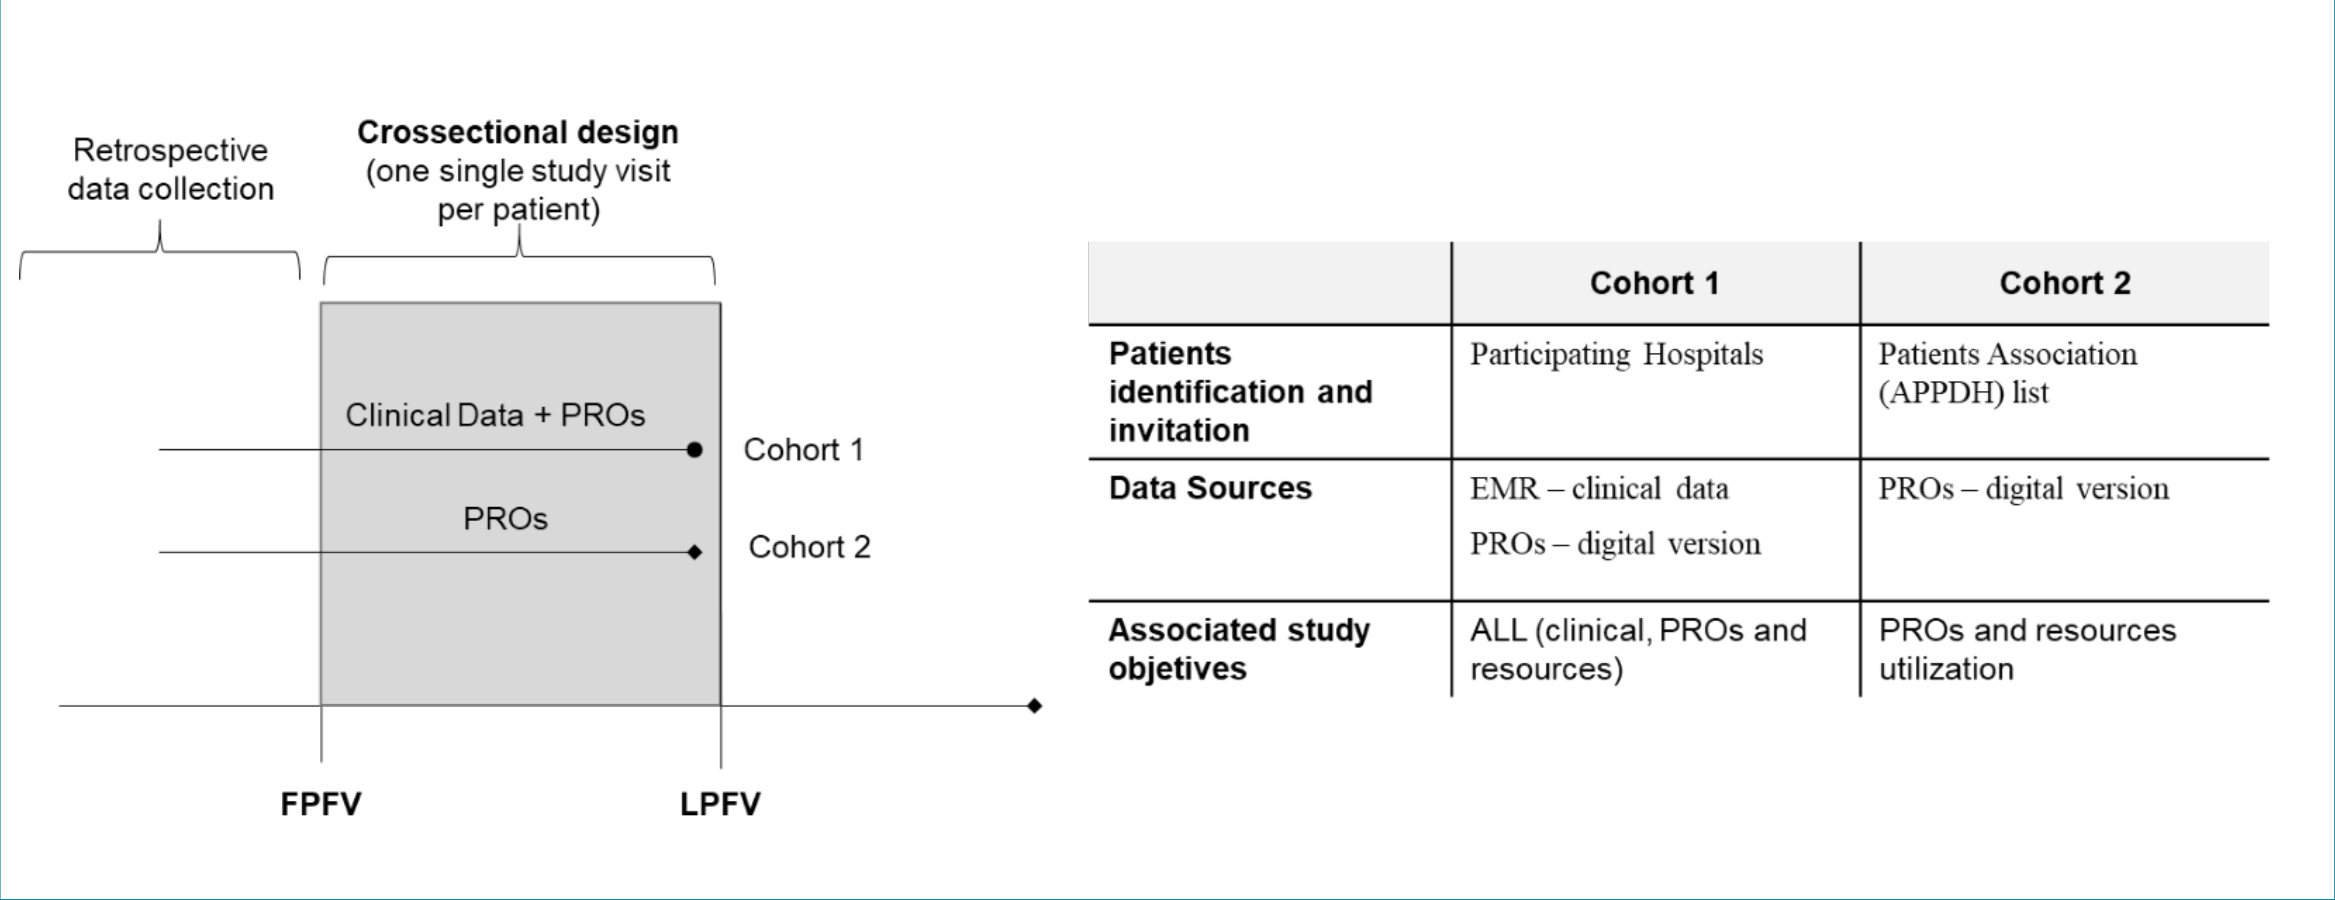 Retrospective
data collection
Crossectional design
(one single study visit
per patient)
Clinical Data + PROs
Cohort 1
PROs
Cohort 2
FPFV
LPFV
Cohort 1
Cohort 2
Patients
identification and
invitation
Participating Hospitals
Patients Association
(APPDH) list
Data Sources
EMR – clinical data
PROs – digital version
PROs – digital version
Associated study
objetives
ALL (clinical, PROs and
resources)
PROs and resources
utilization